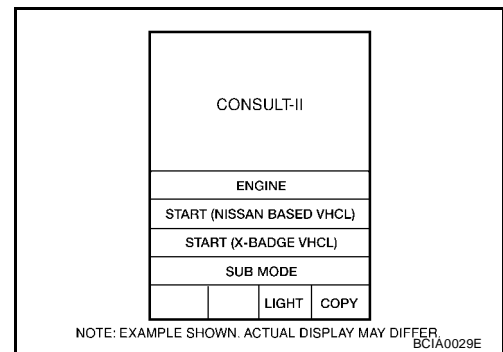 CONSULT-II
ENGINE
START (NISSAN BASED VHCL)
START (X-BADGE VHCL)
SUB MODE
LIGHT COPY
NOTE: EXAMPLE SHOWN. ACTUAL DISPLAY MAY DIFFER.
BCIA0029E